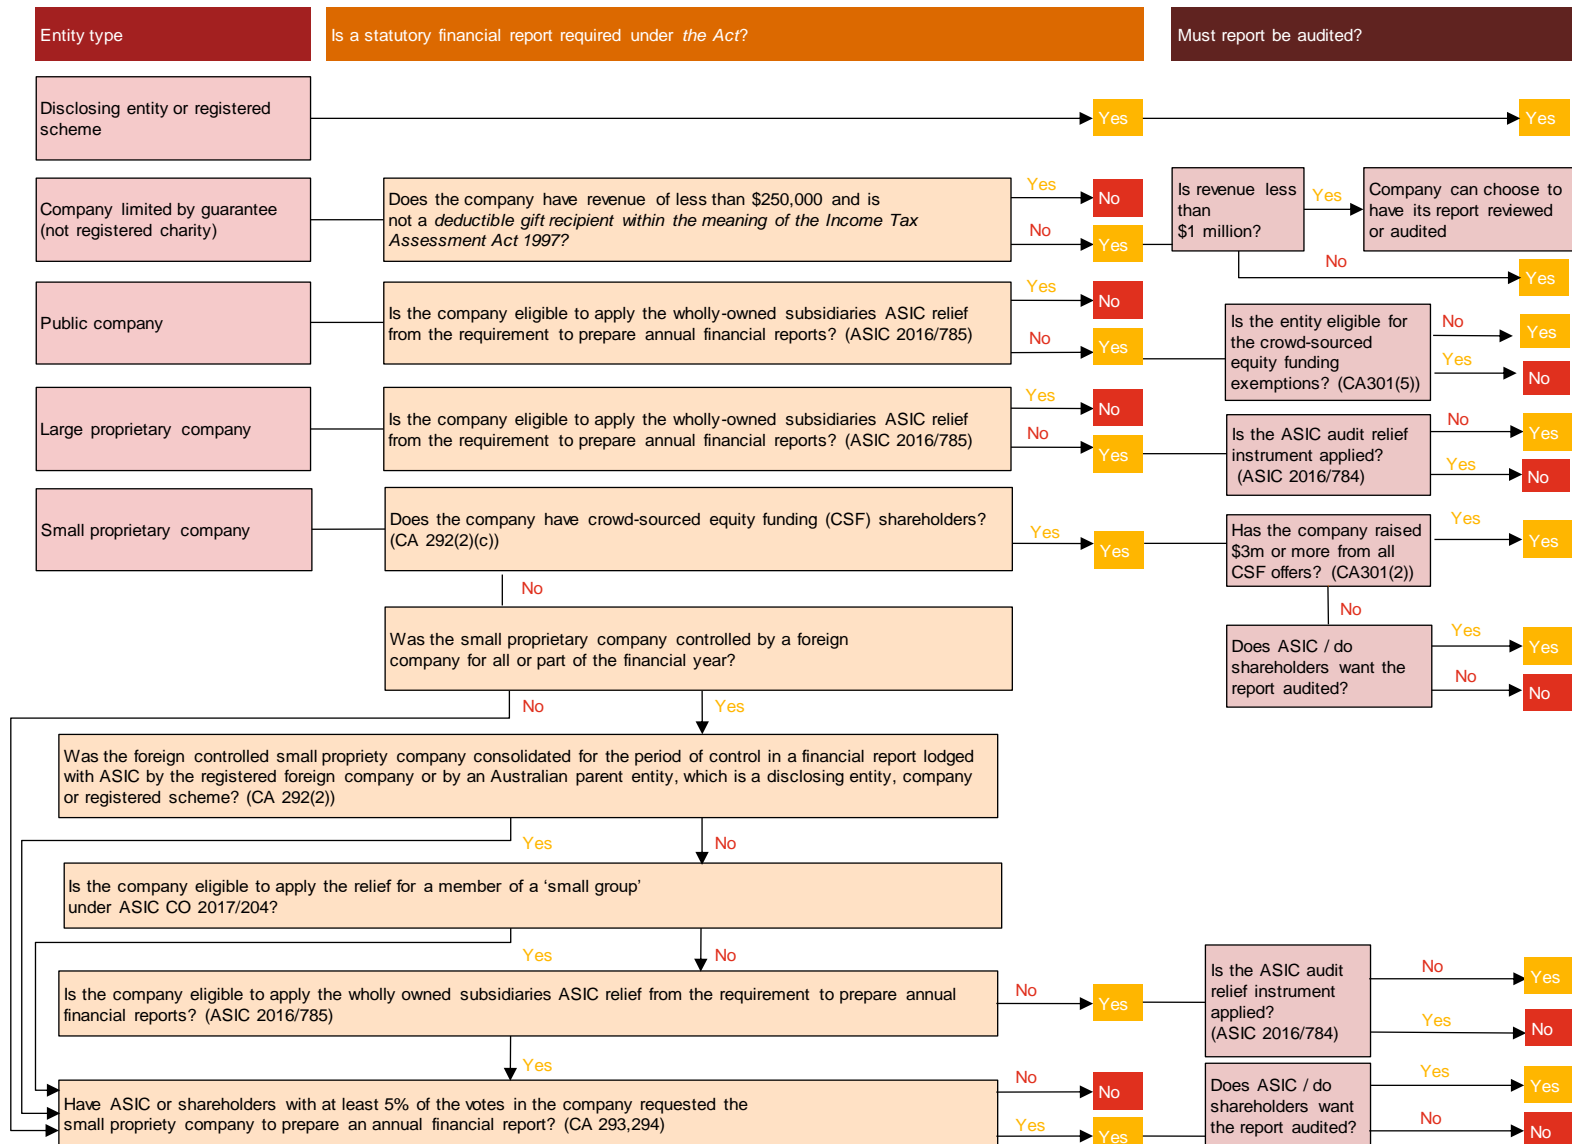 Entity type
Is a statutory financial report required under the Act?
Must report be audited?
Disclosing entity or registered
scheme
Yes
Yes
Company limited by guarantee
(not registered charity)
Does the company have revenue of less than $250,000 and is
not a deductible gift recipient within the meaning of the Income Tax
Assessment Act 1997?
Yes
No
No
Yes
Is revenue less
than
$1 million?
Yes
Company can choose to
have its report reviewed
or audited
No
Yes
Public company
Is the company eligible to apply the wholly-owned subsidiaries ASIC relief
from the requirement to prepare annual financial reports? (ASIC 2016/785)
Yes
No
No
Yes
Is the entity eligible for
the crowd-sourced
equity funding
exemptions? (CA301(5))
No
Yes
Yes
No
Large proprietary company
Is the company eligible to apply the wholly-owned subsidiaries ASIC relief
from the requirement to prepare annual financial reports? (ASIC 2016/785)
Yes
No
No
Yes
Is the ASIC audit relief
instrument applied?
(ASIC 2016/784)
No
Yes
Yes
No
Small proprietary company
Does the company have crowd-sourced equity funding (CSF) shareholders?
(CA 292(2)(c))
Yes
Yes
Has the company raised
$3m or more from all
CSF offers? (CA301(2))
Yes
Yes
No
No
Was the small proprietary company controlled by a foreign
company for all or part of the financial year?
Does ASIC / do
shareholders want the
report audited?
Yes
Yes
No
No
No
Yes
Was the foreign controlled small propriety company consolidated for the period of control in a financial report lodged
with ASIC by the registered foreign company or by an Australian parent entity, which is a disclosing entity, company
or registered scheme? (CA 292(2))
Yes
No
Is the company eligible to apply the relief for a member of a ‘small group’
under ASIC CO 2017/204?
Yes
No
Is the company eligible to apply the wholly owned subsidiaries ASIC relief from the requirement to prepare annual
financial reports? (ASIC 2016/785)
No
Yes
Is the ASIC audit
relief instrument
applied?
(ASIC 2016/784)
No
Yes
Yes
No
Yes
Have ASIC or shareholders with at least 5% of the votes in the company requested the
small propriety company to prepare an annual financial report? (CA 293,294)
No
No
Yes
Yes
Does ASIC / do
shareholders want
the report audited?
Yes
Yes
No
No